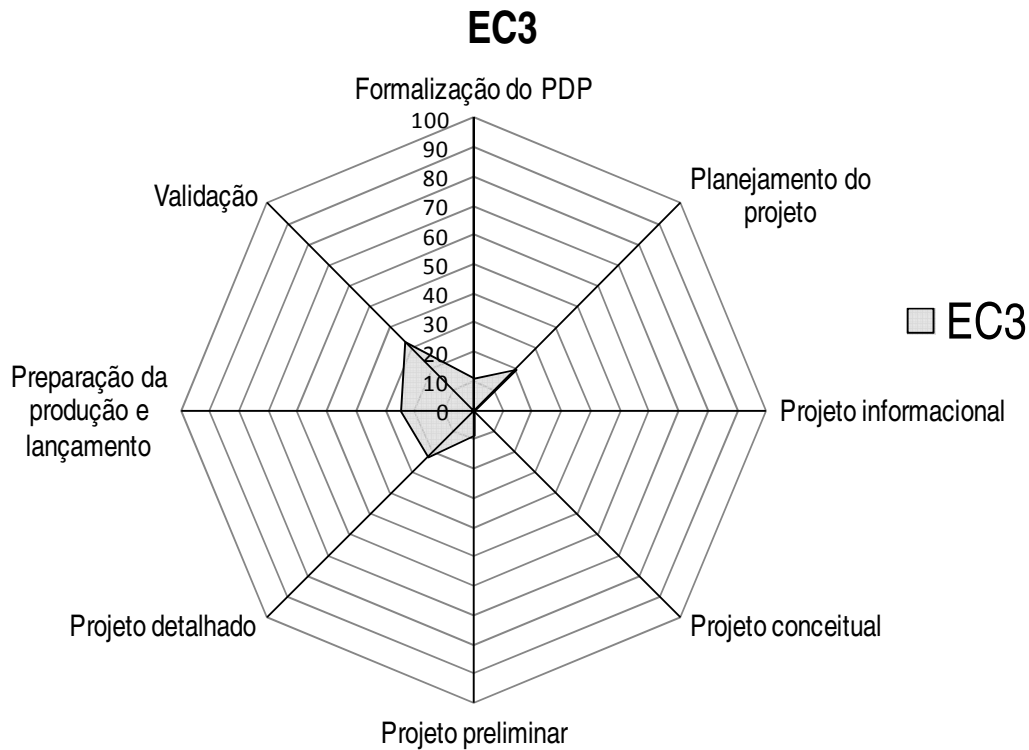 EC3
Formalização do PDP
100
90
80
70
60
50
40
30
20
10
0
Planejamento do
projeto
Validação
EC3
Preparação da
produção e
lançamento
Projeto informacional
Projeto detalhado
Projeto conceitual
Projeto preliminar